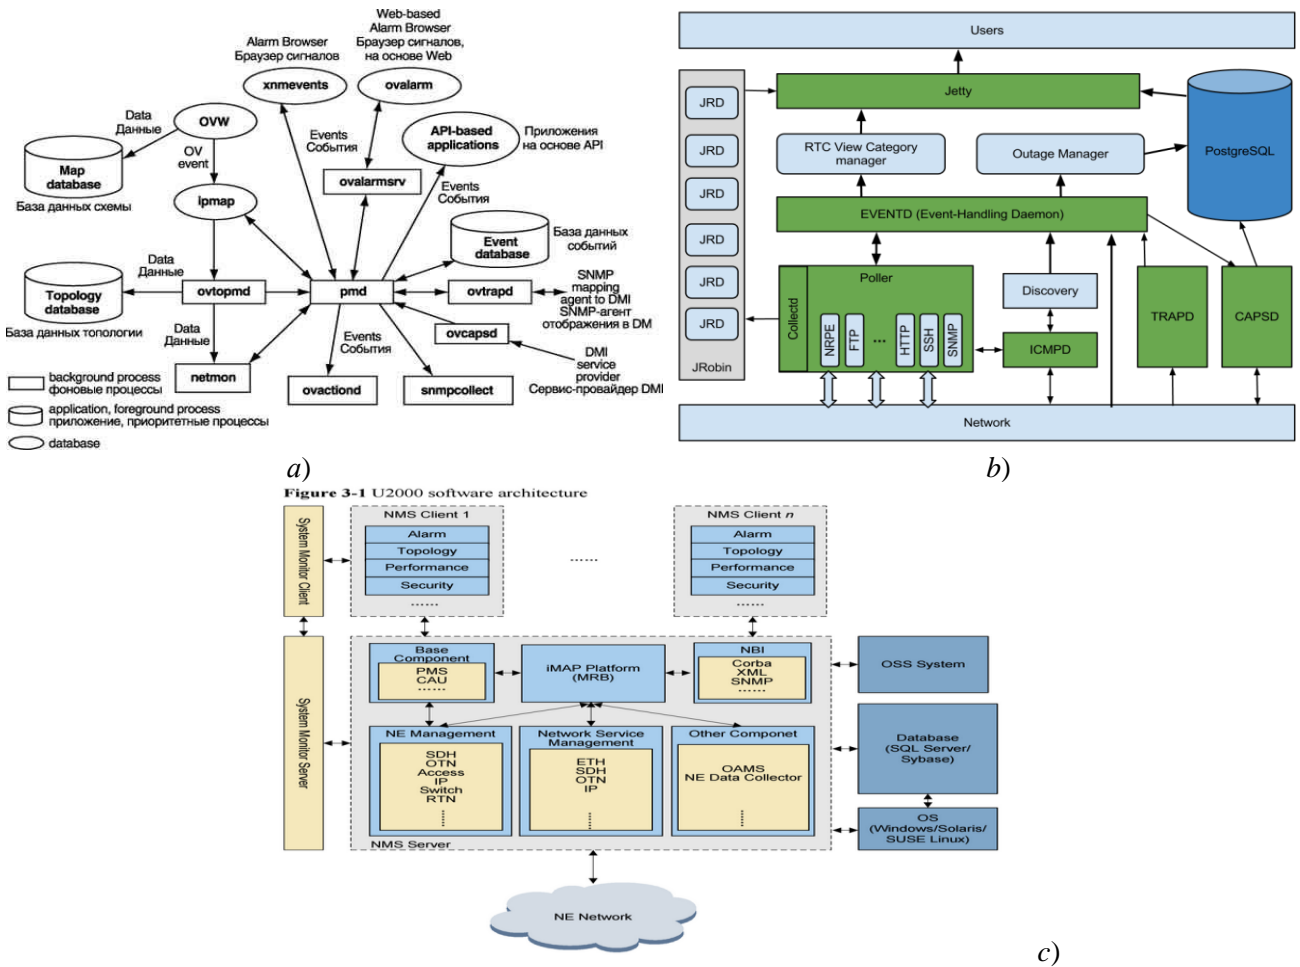 Alarm Browser
Браузер сигналов
xnmevents
Web-based
Alarm Browser
Браузер сигналов,
на основе Web
ovalarm
Data
Данные
OVW
OV
event
Map
database
База данных схемы
ipmap
Events
События
API-based
applications
Приложения
на основе API
ovalarmsrv
Events
События
Event
database
База данных
событий
Data
Данные
Topology
database
База данных топологии
ovtopmd
pmd
ovtrapd
SNMP
mapping
agent to DMI
SNMP-агент
отображения в DM
Data
Данные
Events
События
ovcapsd
DMI
service
provider
Сервис-провайдер DMI
netmon
ovactiond
snmpcollect
background process
фоновые процессы
application, foreground process
приложение, приоритетные процессы
database
a)
Users
JRD
JRD
JRD
JRD
JRD
JRD
JRobin
Jetty
RTC View Category
manager
Outage Manager
PostgreSQL
EVENTD (Event-Handling Daemon)
Collectd
Poller
NRPE
FTP
...
HTTP
SSH
SNMP
Discovery
ICMPD
TRAPD
CAPSD
Network
b)
Figure 3-1 U2000 software architecture
System Monitor Client
NMS Client 1
Alarm
Topology
Performance
Security
......
......
NMS Client n
Alarm
Topology
Performance
Security
......
System Monitor Server
Base
Component
PMS
CAU
......
iMAP Platform
(MRB)
NBI
Corba
XML
SNMP
......
OSS System
NE Management
SDH
OTN
Access
IP
Switch
RTN
Network Service
Management
ETH
SDH
OTN
IP
Other Componet
OAMS
NE Data Collector
Database
(SQL Server/
Sybase)
OS
(Windows/Solaris/
SUSE Linux)
NMS Server
NE Network
c)